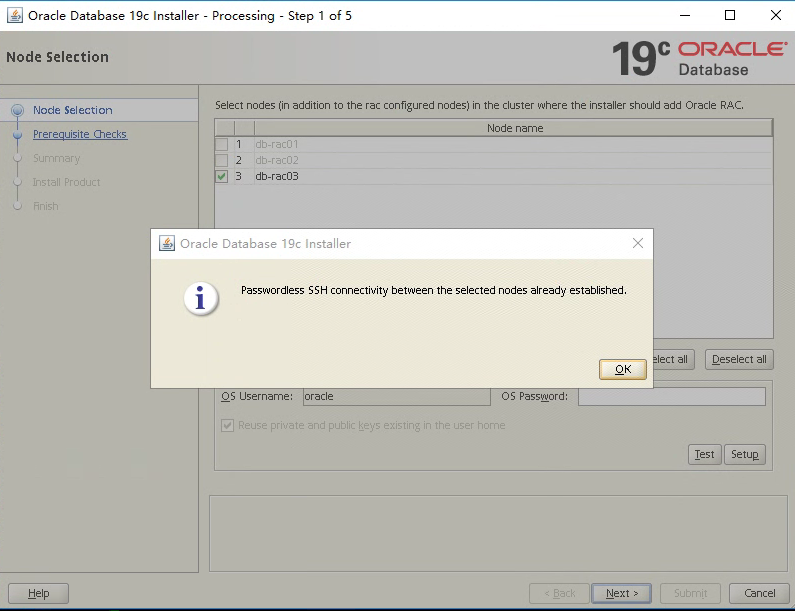 Oracle Database 19c Installer - Processing - Step 1 of 5
Node Selection
19c ORACLE
Database
Node Selection
Prerequisite Checks
Summary
Install Product
Finish
Select nodes (in addition to the rac configured nodes) in the cluster where the installer should add Oracle RAC.
Node name
1 db-rac01
2 db-rac02
3 db-rac03
Oracle Database 19c Installer
Passwordless SSH connectivity between the selected nodes already established.
OK
elect all
Deselect all
OS Username: oracle OS Password:
Reuse private and public keys existing in the user home
Test Setup
Help < Back Next > Submit Cancel